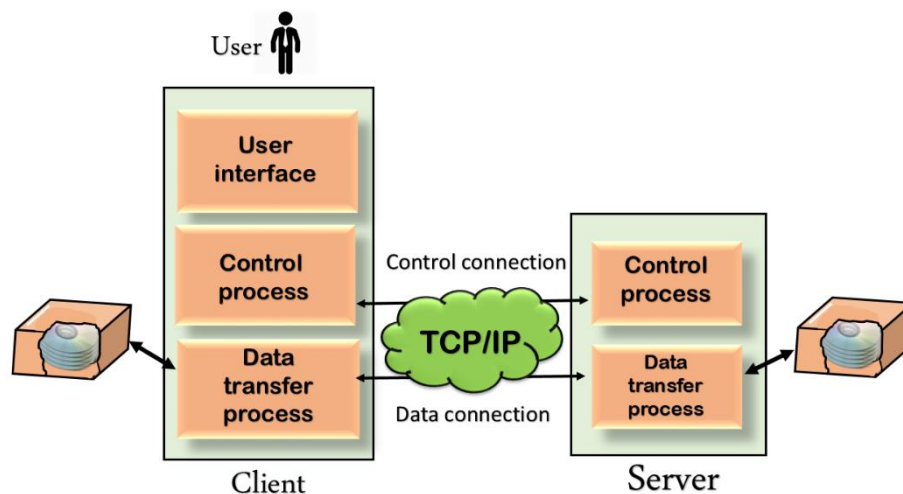 User
User
interface
Control
process
Data
transfer
process
Client
Control connection
TCP/IP
Data connection
Control
process
Data
transfer
process
Server